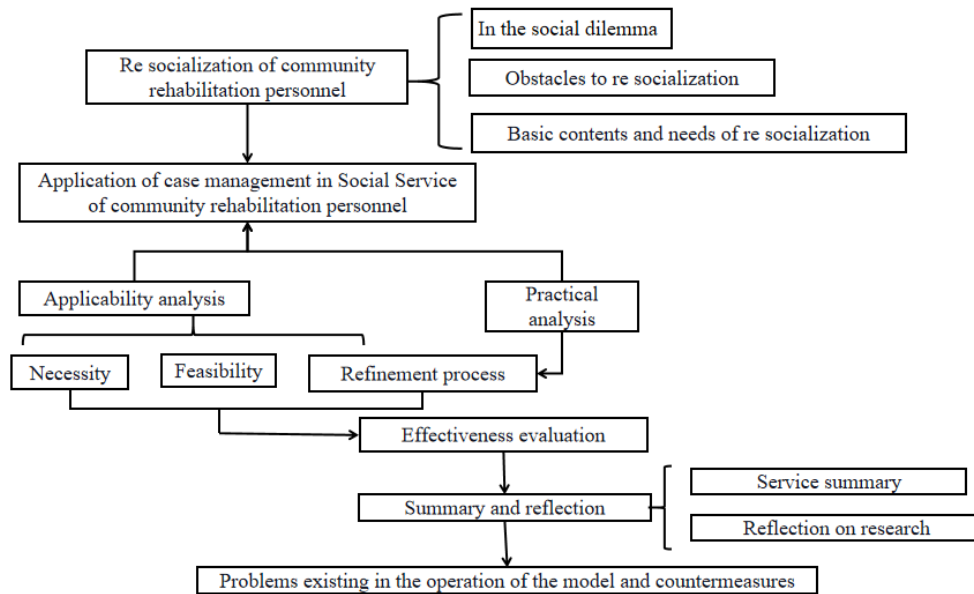 In the social dilemma
Re socialization of community
rehabilitation personnel
Obstacles to re socialization
Basic contents and needs of re socialization
Application of case management in Social Service
of community rehabilitation personnel
Applicability analysis
Practical
analysis
Necessity
Feasibility
Refinement process
Effectiveness evaluation
Service summary
Summary and reflection
Reflection on research
Problems existing in the operation of the model and countermeasures